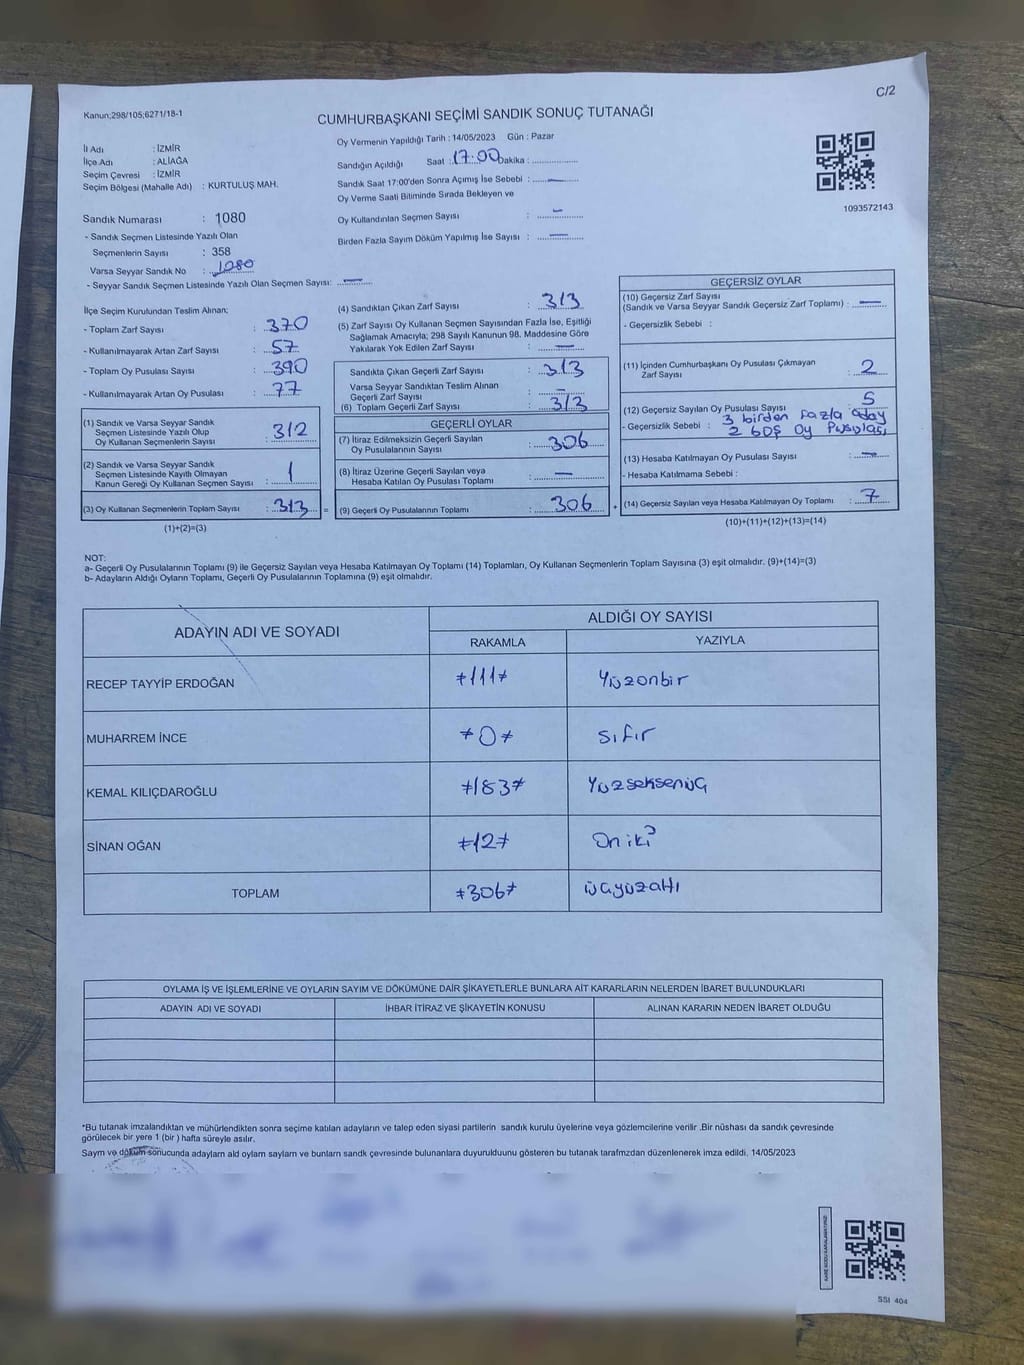 C/2
Kanun;298/105;6271/18-1
CUMHURBAŞKANI SEÇİMİ SANDIK SONUÇ TUTANAĞI
İl Adı : İZMİR
İlçe Adı : ALİAĞA
Seçim Çevresi : İZMİR
Seçim Bölgesi (Mahalle Adı) : KURTULUŞ MAH.
Sandık Numarası : 1080
- Sandık Seçmen Listesinde Yazılı Olan
Seçmenlerin Sayısı : 358
Varsa Seyyar Sandık No : 1080
- Seyyar Sandık Seçmen Listesinde Yazılı Olan Seçmen Sayısı: —
Oy Vermenin Yapıldığı Tarih : 14/05/2023 Gün : Pazar
Sandığın Açıldığı Saat : 17:00 Dakika :
Sandık Saat 17:00'den Sonra Açımış İse Sebebi : —
Oy Verme Saati Bitiminde Sırada Bekleyen ve
Oy Kullandırılan Seçmen Sayısı : —
Birden Fazla Sayım Döküm Yapılmış İse Sayısı : —
1093572143
İlçe Seçim Kurulundan Teslim Alınan;
- Toplam Zarf Sayısı : 370
- Kullanılmayarak Artan Zarf Sayısı : 57
- Toplam Oy Pusulası Sayısı : 390
- Kullanılmayarak Artan Oy Pusulası : 77
(1) Sandık ve Varsa Seyyar Sandık
Seçmen Listesinde Yazılı Olup
Oy Kullanan Seçmenlerin Sayısı : 312
(2) Sandık ve Varsa Seyyar Sandık
Seçmen Listesinde Kayıtlı Olmayan
Kanun Gereği Oy Kullanan Seçmen Sayısı : 1
(3) Oy Kullanan Seçmenlerin Toplam Sayısı : 313 =
(1)+(2)=(3)
(4) Sandıktan Çıkan Zarf Sayısı : 313
(5) Zarf Sayısı Oy Kullanan Seçmen Sayısından Fazla İse, Eşitliği
Sağlamak Amacıyla; 298 Sayılı Kanunun 98. Maddesine Göre
Yakılarak Yok Edilen Zarf Sayısı : —
Sandıkta Çıkan Geçerli Zarf Sayısı : 313
Varsa Seyyar Sandıktan Teslim Alınan
Geçerli Zarf Sayısı : —
(6) Toplam Geçerli Zarf Sayısı : 313
GEÇERLİ OYLAR
(7) İtiraz Edilmeksizin Geçerli Sayılan
Oy Pusulasının Sayısı : 306
(8) İtiraz Üzerine Geçerli Sayılan veya
Hesaba Katılan Oy Pusulası Toplamı : —
(9) Geçerli Oy Pusulalarının Toplamı : 306 +
GEÇERSİZ OYLAR
(10) Geçersiz Zarf Sayısı
(Sandık ve Varsa Seyyar Sandık Geçersiz Zarf Toplamı) : —
- Geçersizlik Sebebi :
(11) İçinden Cumhurbaşkanı Oy Pusulası Çıkmayan
Zarf Sayısı : 2
(12) Geçersiz Sayılan Oy Pusulası Sayısı : 5
- Geçersizlik Sebebi : 3 birden fazla aday
2 boş oy pusulası
(13) Hesaba Katılmayan Oy Pusulası Sayısı : —
- Hesaba Katılmama Sebebi :
(14) Geçersiz Sayılan veya Hesaba Katılmayan Oy Toplamı : 7
(10)+(11)+(12)+(13)=(14)
NOT:
a- Geçerli Oy Pusulalarının Toplamı (9) ile Geçersiz Sayılan veya Hesaba Katılmayan Oy Toplamı (14) Toplamları, Oy Kullanan Seçmenlerin Toplam Sayısına (3) eşit olmalıdır. (9)+(14)=(3)
b- Adayların Aldığı Oyların Toplamı, Geçerli Oy Pusulalarının Toplamına (9) eşit olmalıdır.
ADAYIN ADI VE SOYADI ALDIĞI OY SAYISI
RAKAMLA YAZIYLA
RECEP TAYYİP ERDOĞAN ≠111≠ Yüzonbir
MUHARREM İNCE ≠0≠ sıfır
KEMAL KILIÇDAROĞLU ≠183≠ Yüzseksenüç
SİNAN OĞAN ≠12≠ Oniki
TOPLAM ≠306≠ üçyüzaltı
OYLAMA İŞ VE İŞLEMLERİNE VE OYLARIN SAYIM VE DÖKÜMÜNE DAİR ŞİKAYETLERLE BUNLARA AİT KARARLARIN NELERDEN İBARET BULUNDUKLARI
ADAYIN ADI VE SOYADI İHBAR İTİRAZ VE ŞİKAYETİN KONUSU ALINAN KARARIN NEDEN İBARET OLDUĞU
*Bu tutanak imzalandıktan ve mühürlendikten sonra seçime katılan adayların ve talep eden siyasi partilerin sandık kurulu üyelerine veya gözlemcilerine verilir .Bir nüshası da sandık çevresinde
görülecek bir yere 1 (bir ) hafta süreyle asılır.
Sayım ve döküm sonucunda adayların ald oylam saylam ve bunların sandk çevresinde bulunanlara duyurulduunu gösteren bu tutanak tarafmzdan düzenlenerek imza edildi. 14/05/2023
SSI 404